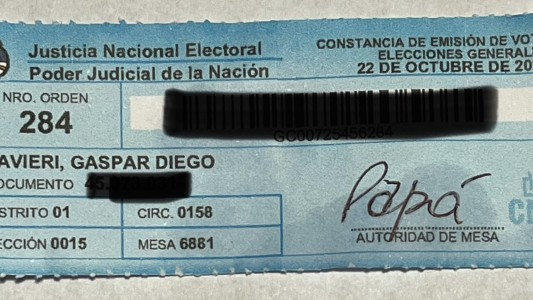 Justicia Nacional Electoral
Poder Judicial de la Nación
CONSTANCIA DE EMISIÓN DE VOT
ELECCIONES GENERALE
22 DE OCTUBRE DE 20
NRO. ORDEN
284
GC00725456284
AVIERI, GASPAR DIEGO
OCUMENTO
STRITO 01
CIRC. 0158
ECCIÓN 0015
MESA 6881
Papá
AUTORIDAD DE MESA